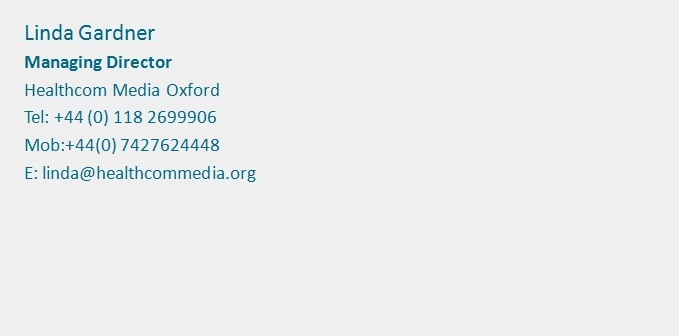 Linda Gardner
Managing Director
Healthcom Media Oxford
Tel: +44 (0) 118 2699906
Mob:+44(0) 7427624448
E: linda@healthcommedia.org